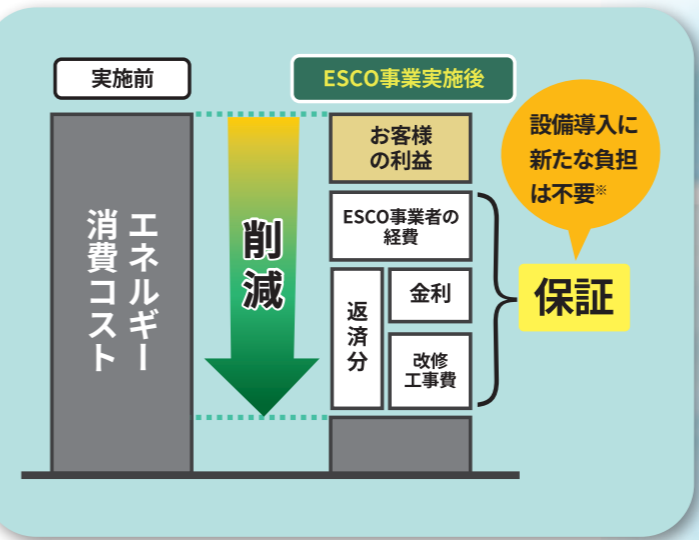 実施前
ESCO事業実施後
エネルギー
消費コスト
削減
お客様
の利益
ESCO事業者の
経費
返済分
金利
改修
工事費
設備導入に
新たな負担
は不要※
保証